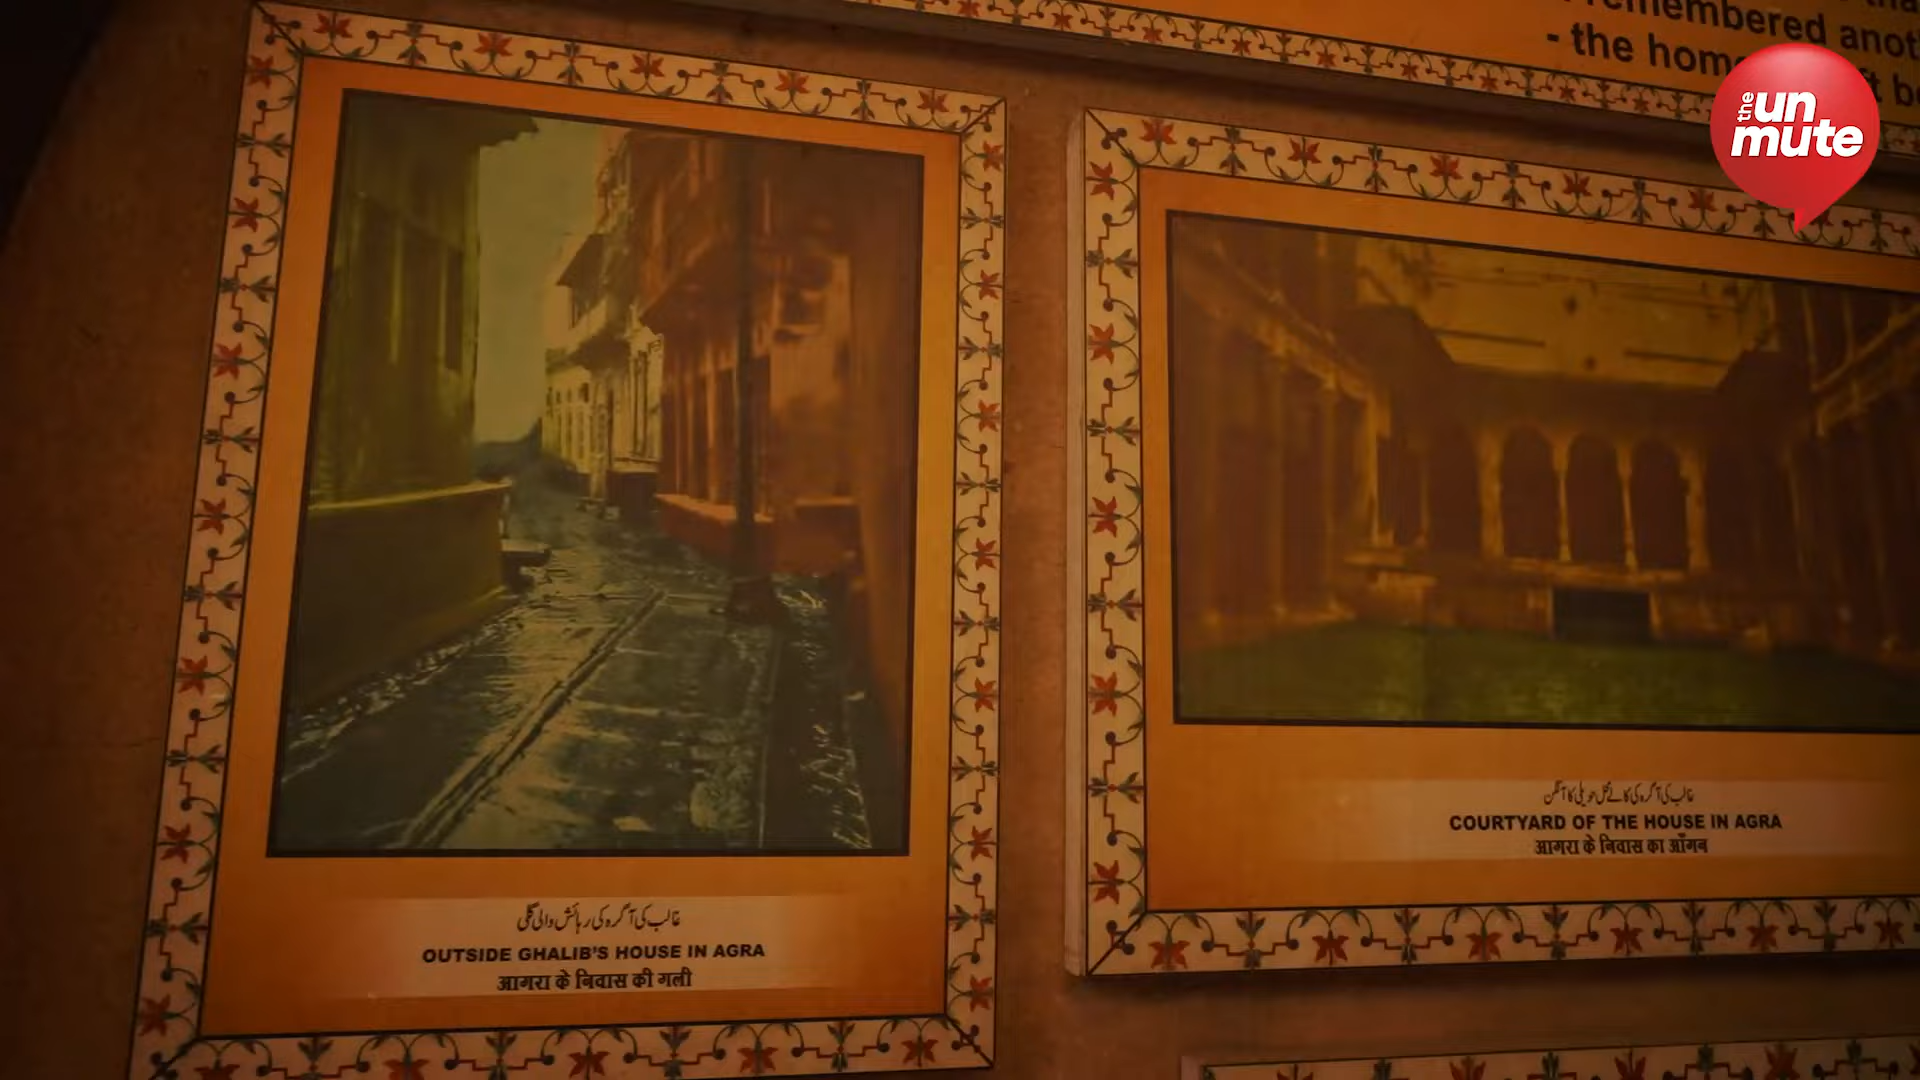 remembered anot
- the hom
the un mute
غالب کی آگرہ کی رہائش والی گلی
OUTSIDE GHALIB'S HOUSE IN AGRA
आगरा के निवास की गली
COURTYARD OF THE HOUSE IN AGRA
आगरा के निवास का आँगन